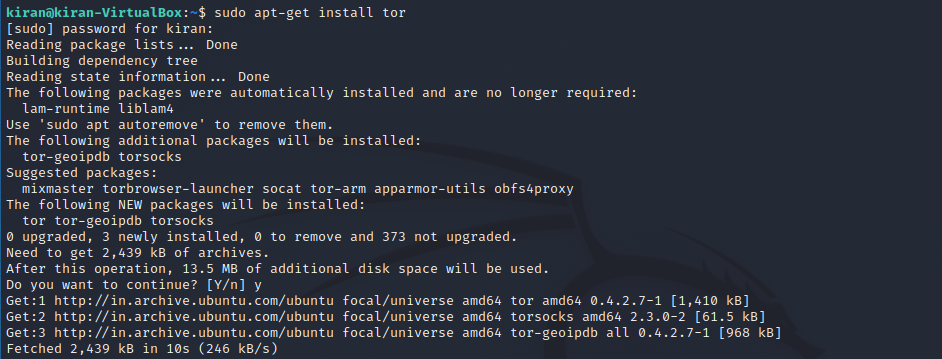 kiran@kiran-VirtualBox:~$ sudo apt-get install tor
[sudo] password for kiran:
Reading package lists... Done
Building dependency tree
Reading state information... Done
The following packages were automatically installed and are no longer required:
  lam-runtime liblam4
Use 'sudo apt autoremove' to remove them.
The following additional packages will be installed:
  tor-geoipdb torsocks
Suggested packages:
  mixmaster torbrowser-launcher socat tor-arm apparmor-utils obfs4proxy
The following NEW packages will be installed:
  tor tor-geoipdb torsocks
0 upgraded, 3 newly installed, 0 to remove and 373 not upgraded.
Need to get 2,439 kB of archives.
After this operation, 13.5 MB of additional disk space will be used.
Do you want to continue? [Y/n] y
Get:1 http://in.archive.ubuntu.com/ubuntu focal/universe amd64 tor amd64 0.4.2.7-1 [1,410 kB]
Get:2 http://in.archive.ubuntu.com/ubuntu focal/universe amd64 torsocks amd64 2.3.0-2 [61.5 kB]
Get:3 http://in.archive.ubuntu.com/ubuntu focal/universe amd64 tor-geoipdb all 0.4.2.7-1 [968 kB]
Fetched 2,439 kB in 10s (246 kB/s)